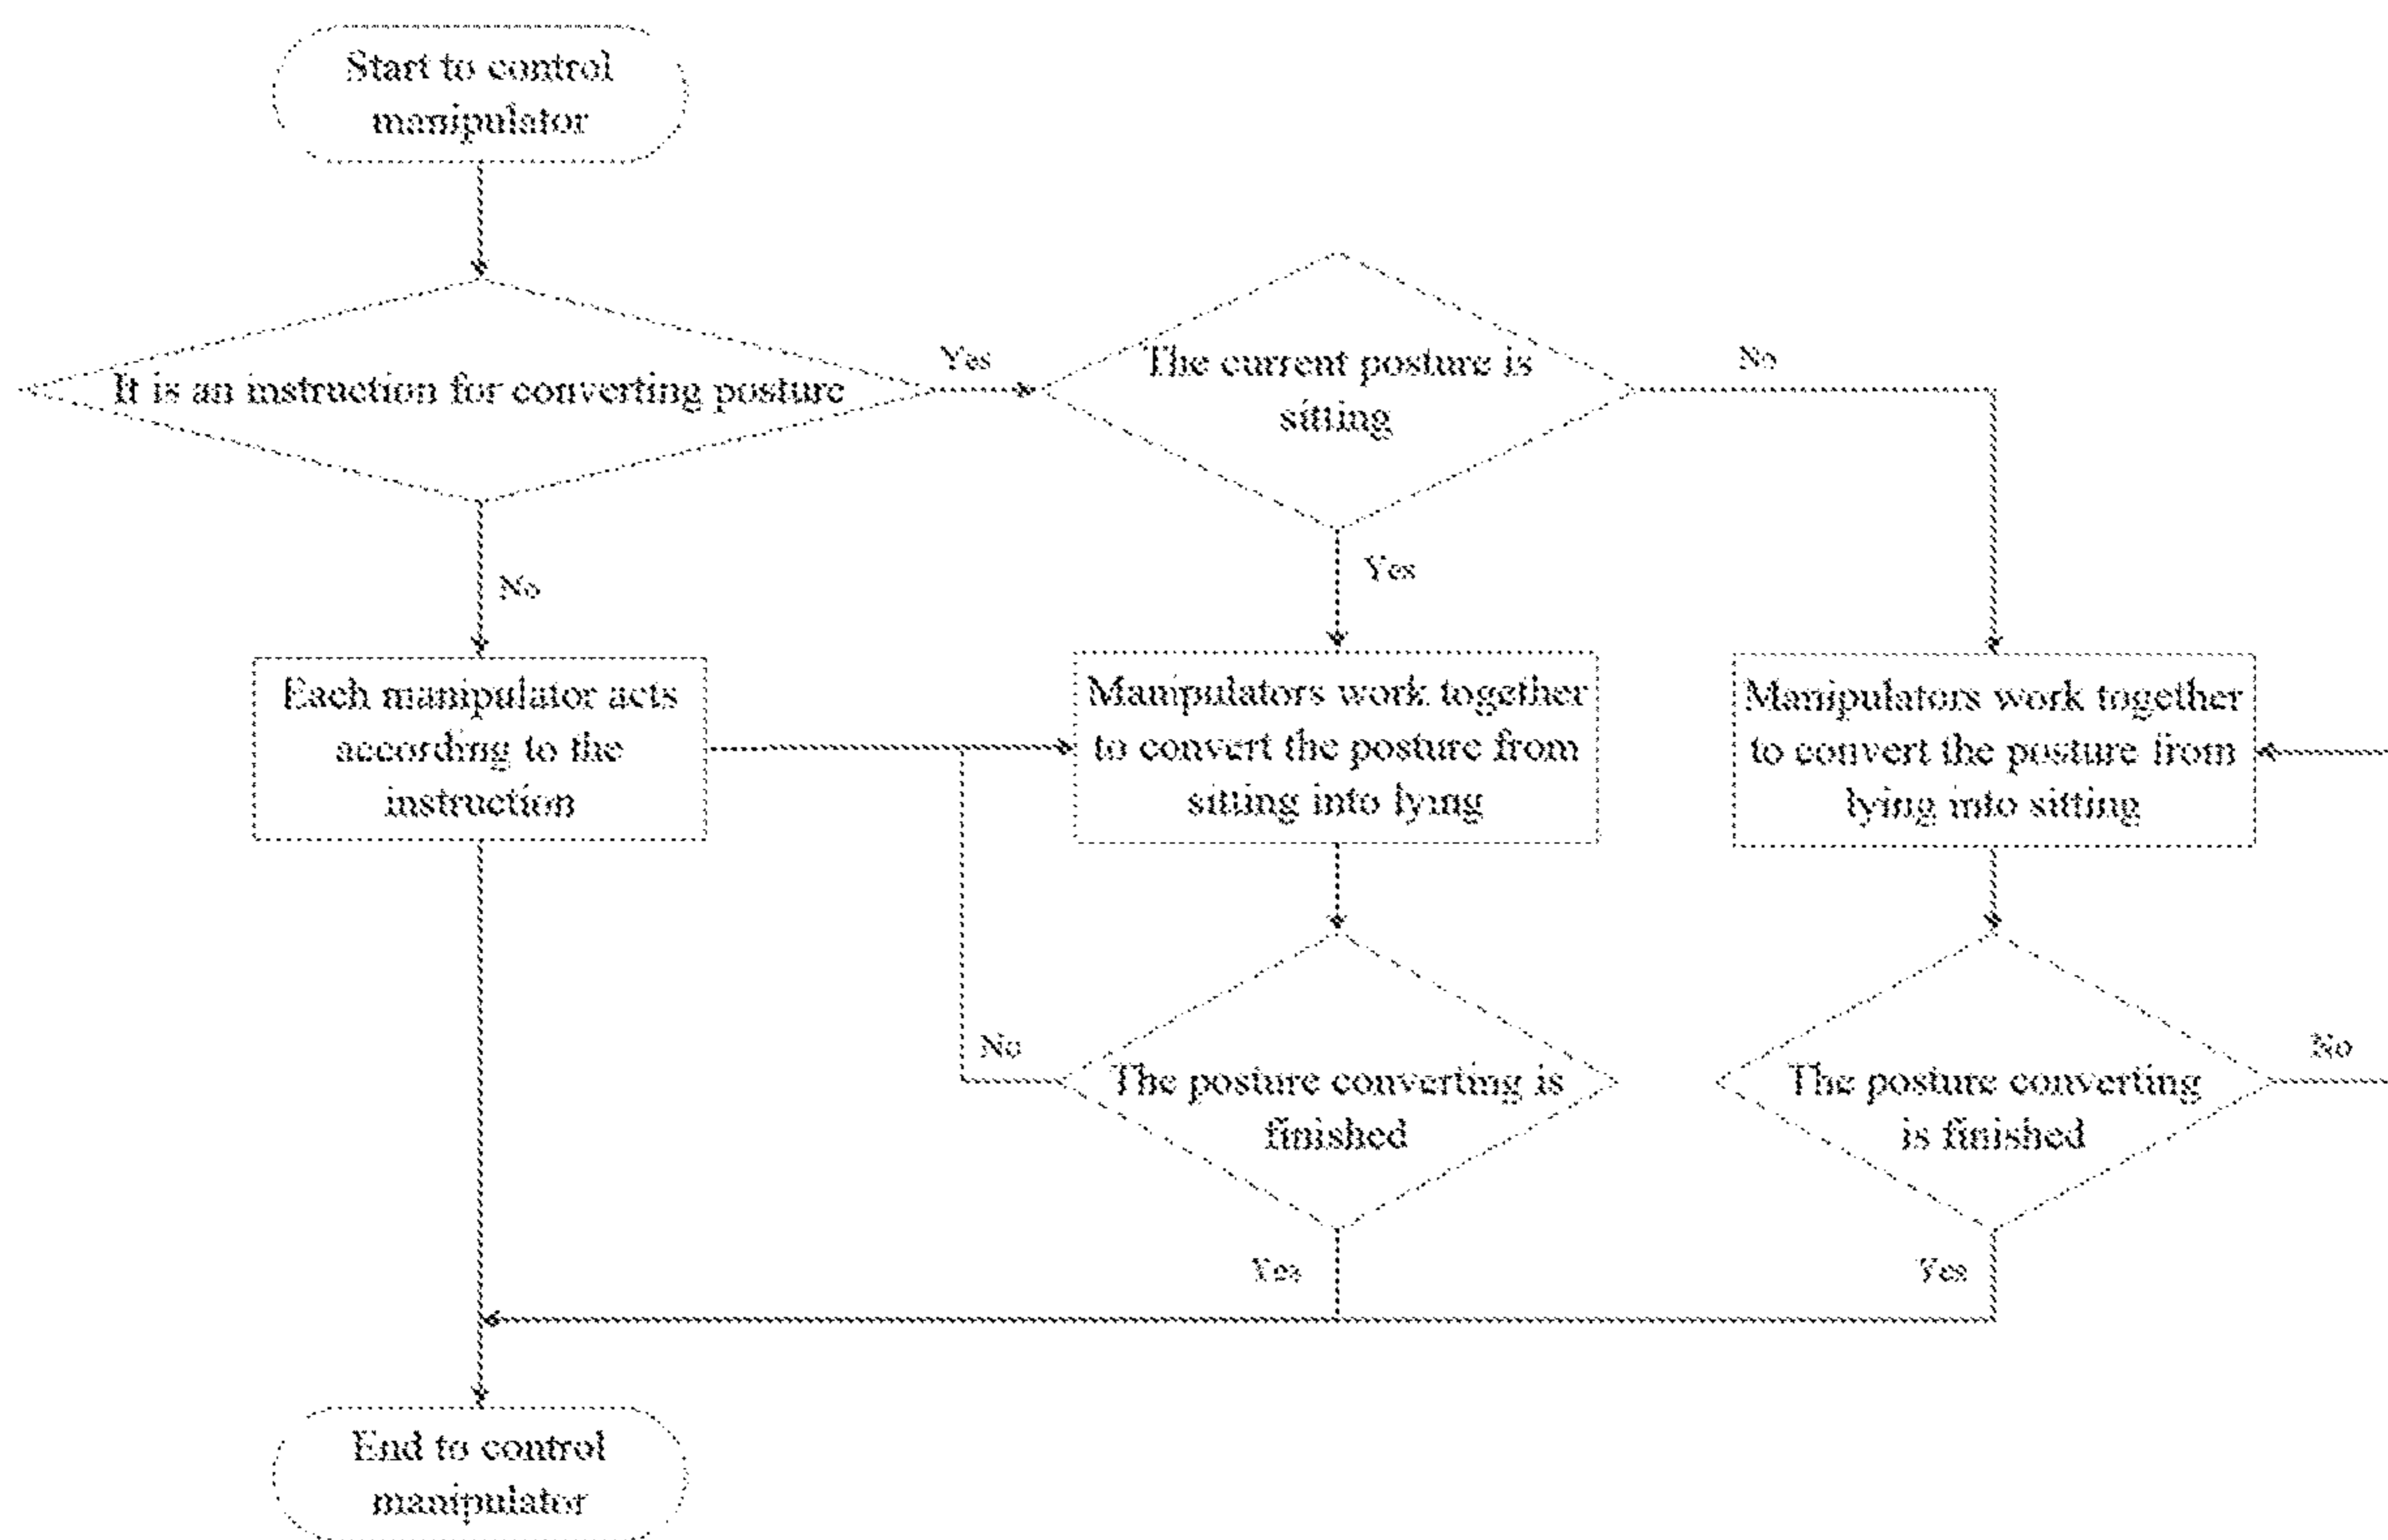 Start to control
manipulator
It is an instruction for converting posture
Yes
The current posture is
sitting
No
No
Yes
Each manipulator acts
according to the
instruction
Manipulators work together
to convert the posture from
sitting into lying
Manipulators work together
to convert the posture from
lying into sitting
No
The posture converting is
finished
The posture converting
is finished
No
Yes
Yes
End to control
manipulator